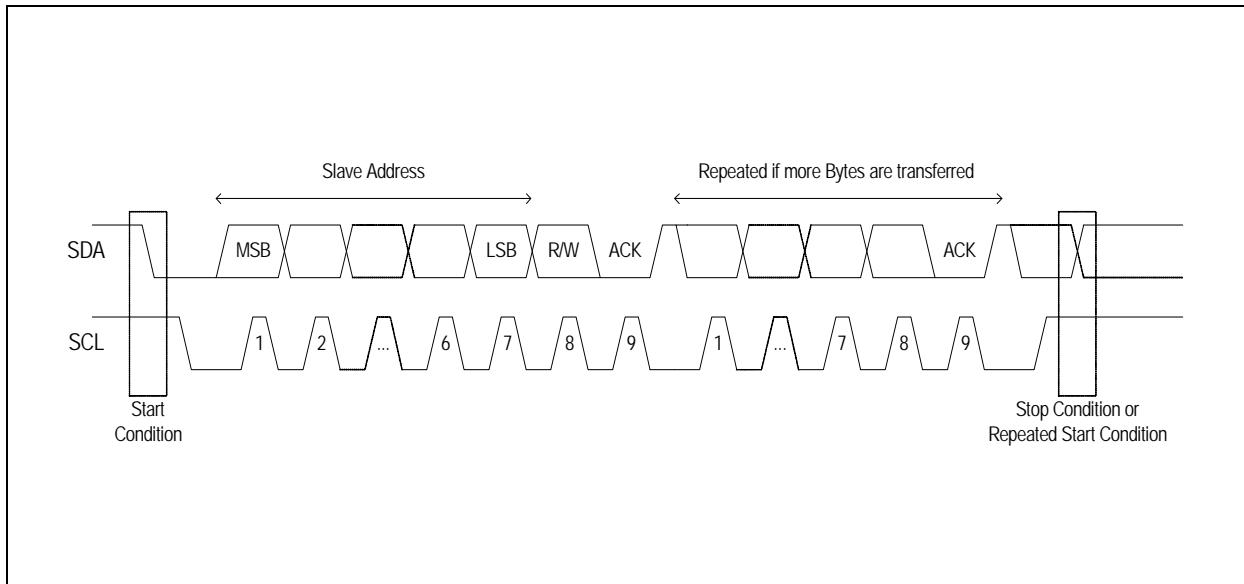 Slave Address
Repeated if more Bytes are transferred
SDA
MSB
LSB
R/W
ACK
ACK
SCL
1
2
...
6
7
8
9
1
...
7
8
9
Start
Condition
Stop Condition or
Repeated Start Condition